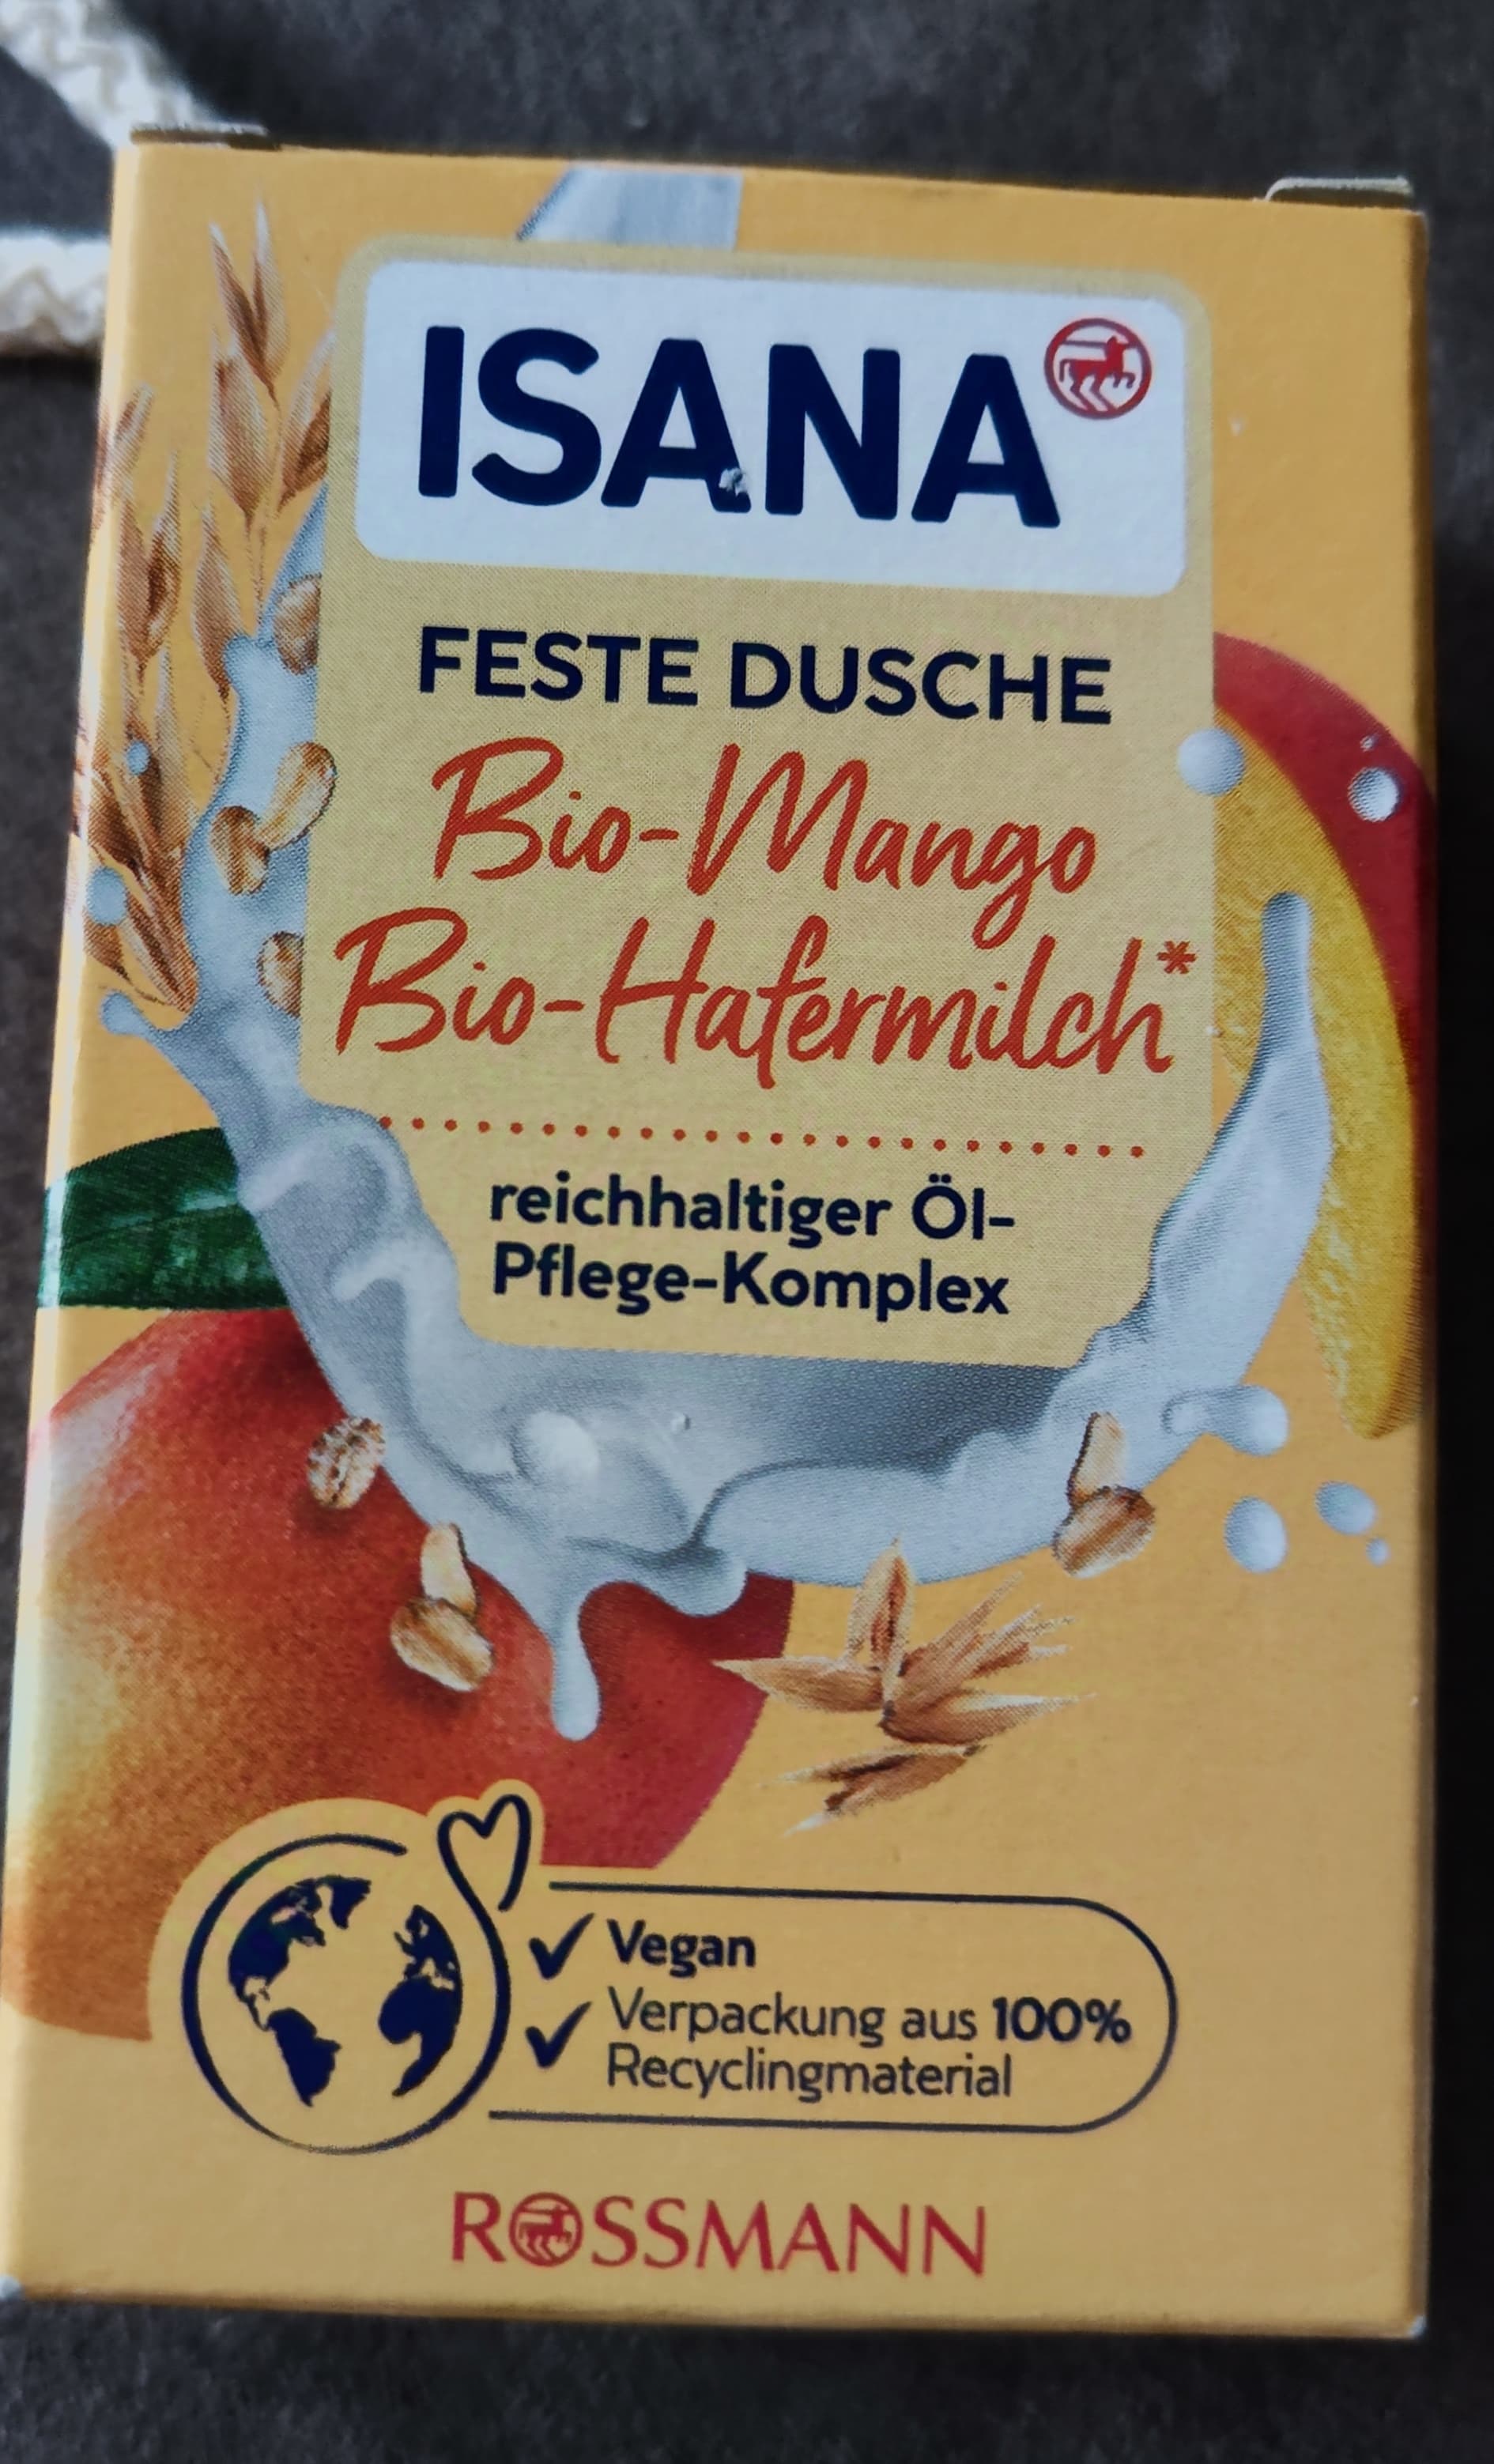 ISANA
FESTE DUSCHE
Bio-Mango
Bio-Hafermilch*
reichhaltiger Öl-
Pflege-Komplex
Vegan
Verpackung aus 100%
Recyclingmaterial
ROSSMANN